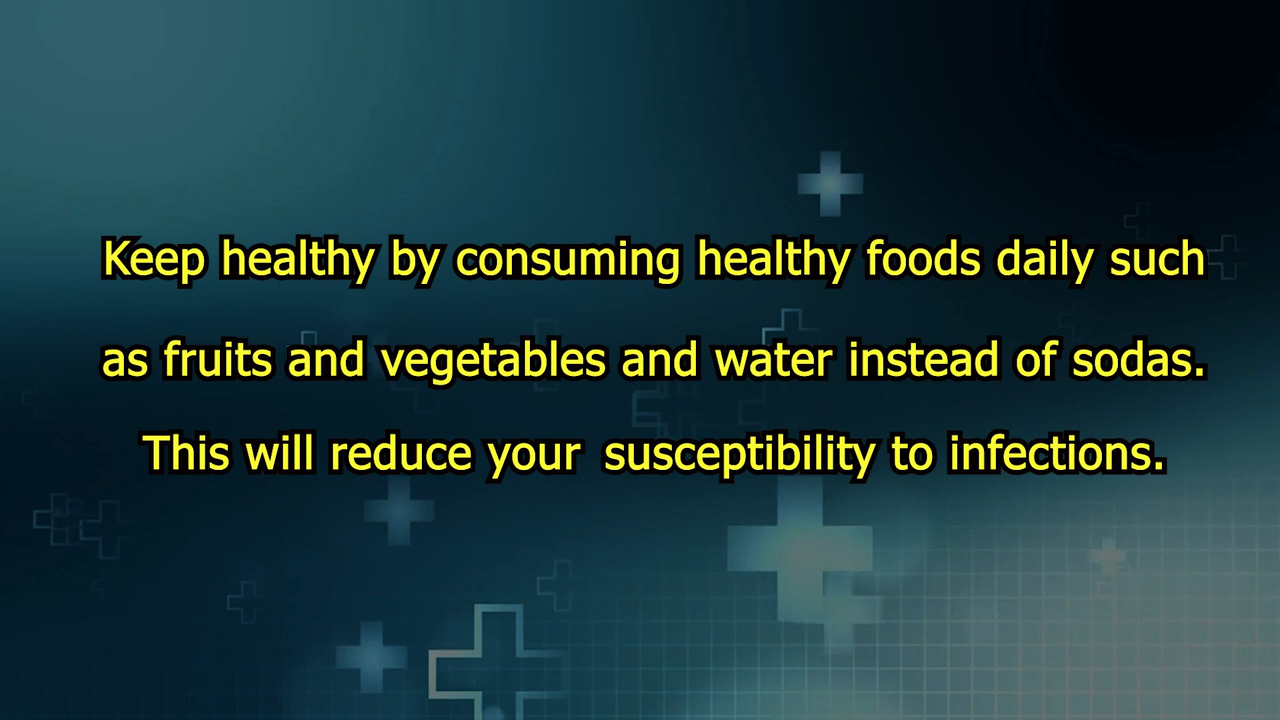 Keep healthy by consuming healthy foods daily such
as fruits and vegetables and water instead of sodas.
This will reduce your susceptibility to infections.